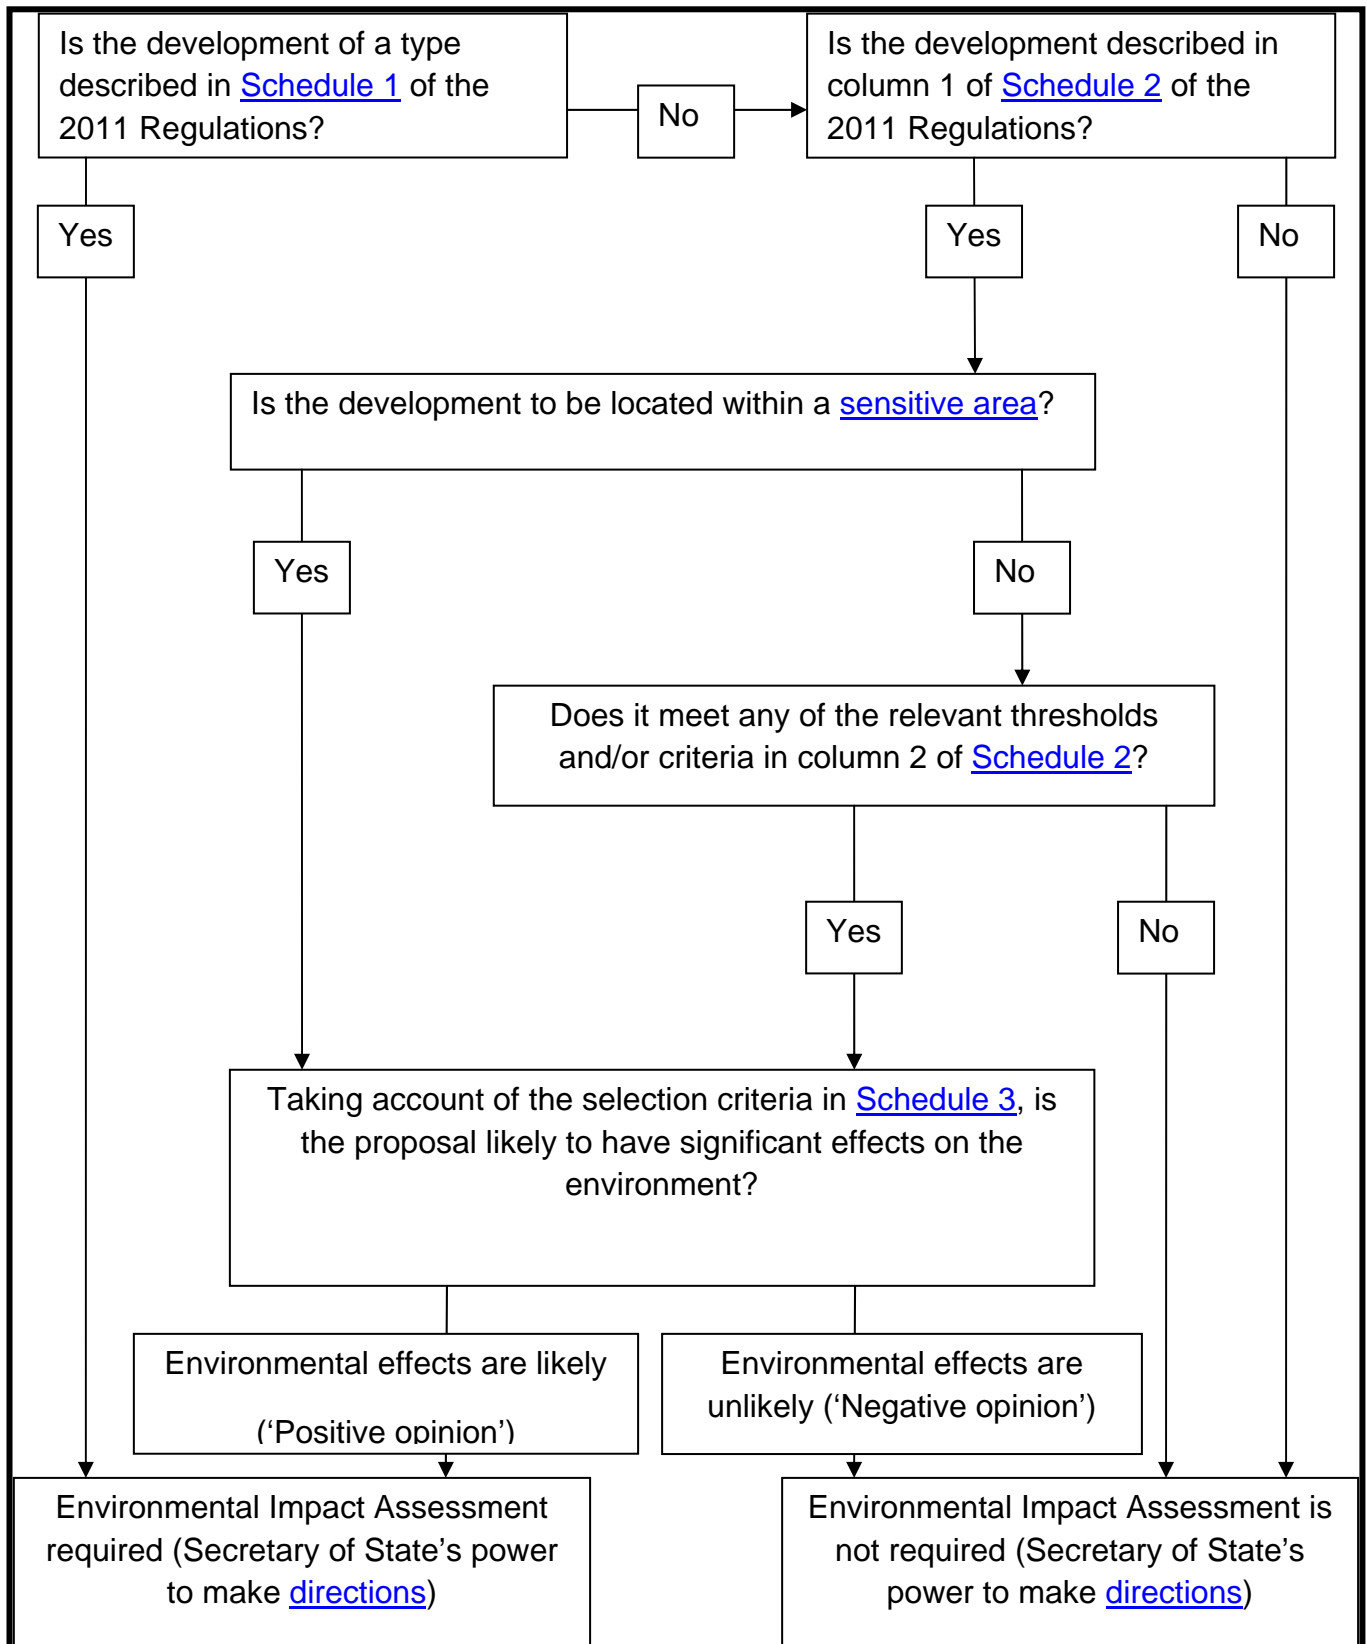 Is the development of a type
described in Schedule 1 of the
2011 Regulations?
No
Is the development described in
column 1 of Schedule 2 of the
2011 Regulations?
Yes
Yes
No
Is the development to be located within a sensitive area?
Yes
No
Does it meet any of the relevant thresholds
and/or criteria in column 2 of Schedule 2?
Yes
No
Taking account of the selection criteria in Schedule 3, is
the proposal likely to have significant effects on the
environment?
Environmental effects are likely
(‘Positive opinion’)
Environmental effects are
unlikely (‘Negative opinion’)
Environmental Impact Assessment
required (Secretary of State’s power
to make directions)
Environmental Impact Assessment is
not required (Secretary of State’s
power to make directions)